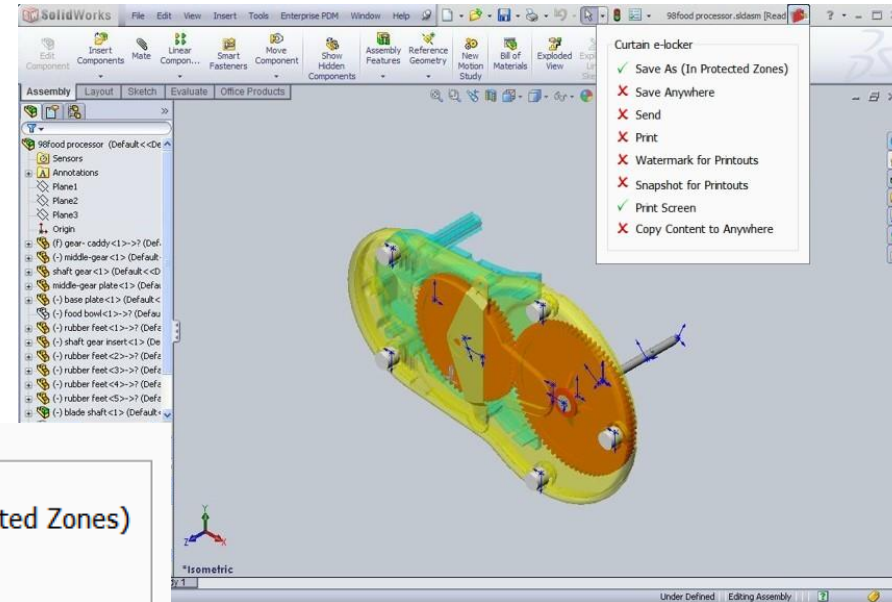 SolidWorks File Edit View Insert Tools Enterprise PDM Window Help 98food processor.sldasm [Read
Edit Component
Insert Components
Mate
Linear Compon...
Smart Fasteners
Move Component
Show Hidden Components
Assembly Features
Reference Geometry
New Motion Study
Bill of Materials
Exploded View
Assembly Layout Sketch Evaluate Office Products
98food processor (Default<<De
Sensors
Annotations
Plane1
Plane2
Plane3
Origin
(f) gear- caddy<1>->? (Def
(-) middle-gear<1> (Default
shaft gear<1> (Default<<D
middle-gear plate<1> (Defau
(-) base plate<1> (Default<
(-) food bowl<1>->? (Defau
(-) rubber feet<1>->? (Defa
(-) shaft gear insert<1> (De
(-) rubber feet<2>->? (Defa
(-) rubber feet<3>->? (Defa
(-) rubber feet<4>->? (Defa
(-) rubber feet<5>->? (Defa
(-) blade shaft<1> (Default<
Curtain e-locker
✓ Save As (In Protected Zones)
X Save Anywhere
X Send
X Print
X Watermark for Printouts
X Snapshot for Printouts
✓ Print Screen
X Copy Content to Anywhere
ted Zones)
Y
Z
X
*Isometric
Under Defined Editing Assembly